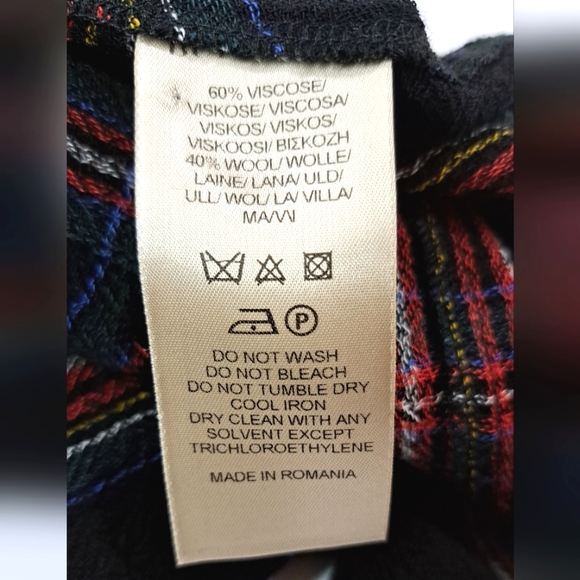 60% VISCOSE/
VISKOSE/ VISCOSA/
VISKOS/ VISKOS/
VISKOOSI/ ΒΙΣΚΟΖΗ
40% WOOL/ WOLLE/
LAINE/ LANA/ ULD/
ULL/ WOL/ LA/ VILLA/
P
DO NOT WASH
DO NOT BLEACH
DO NOT TUMBLE DRY
COOL IRON
DRY CLEAN WITH ANY
SOLVENT EXCEPT
TRICHLOROETHYLENE
MADE IN ROMANIA